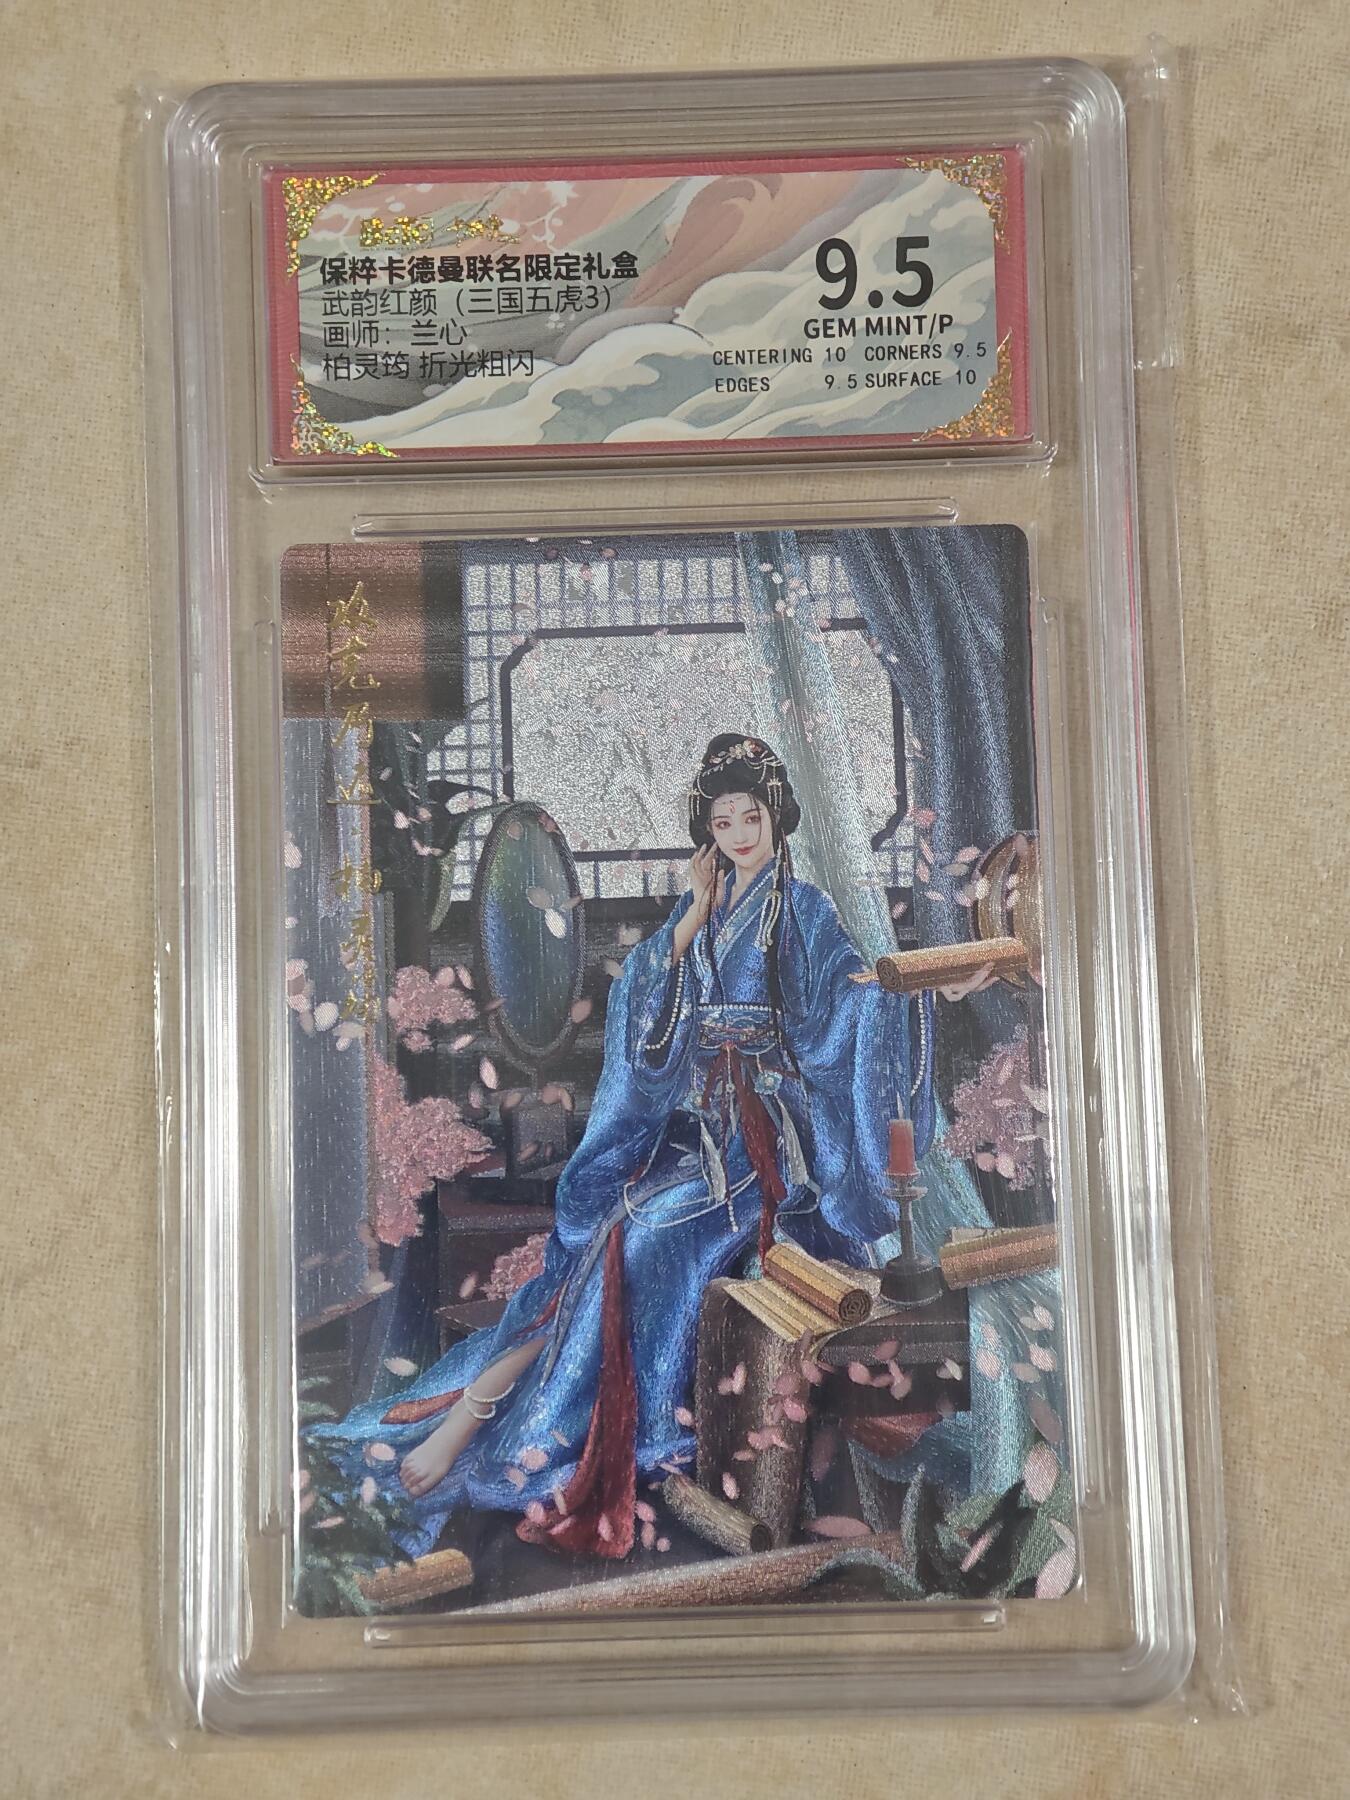 保粹卡德曼联名限定礼盒
武韵红颜（三国五虎3）
画师：兰心
柏灵筠 折光粗闪
9.5
GEM MINT/P
CENTERING 10 CORNERS 9.5
EDGES 9.5 SURFACE 10